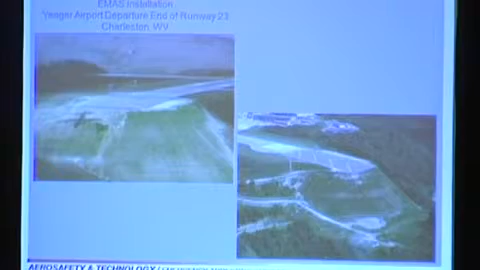 EMAS Installation
Yeager Airport Departure End of Runway 23
Charleston, WV
AEROSAFETY & TECHNOLOGY